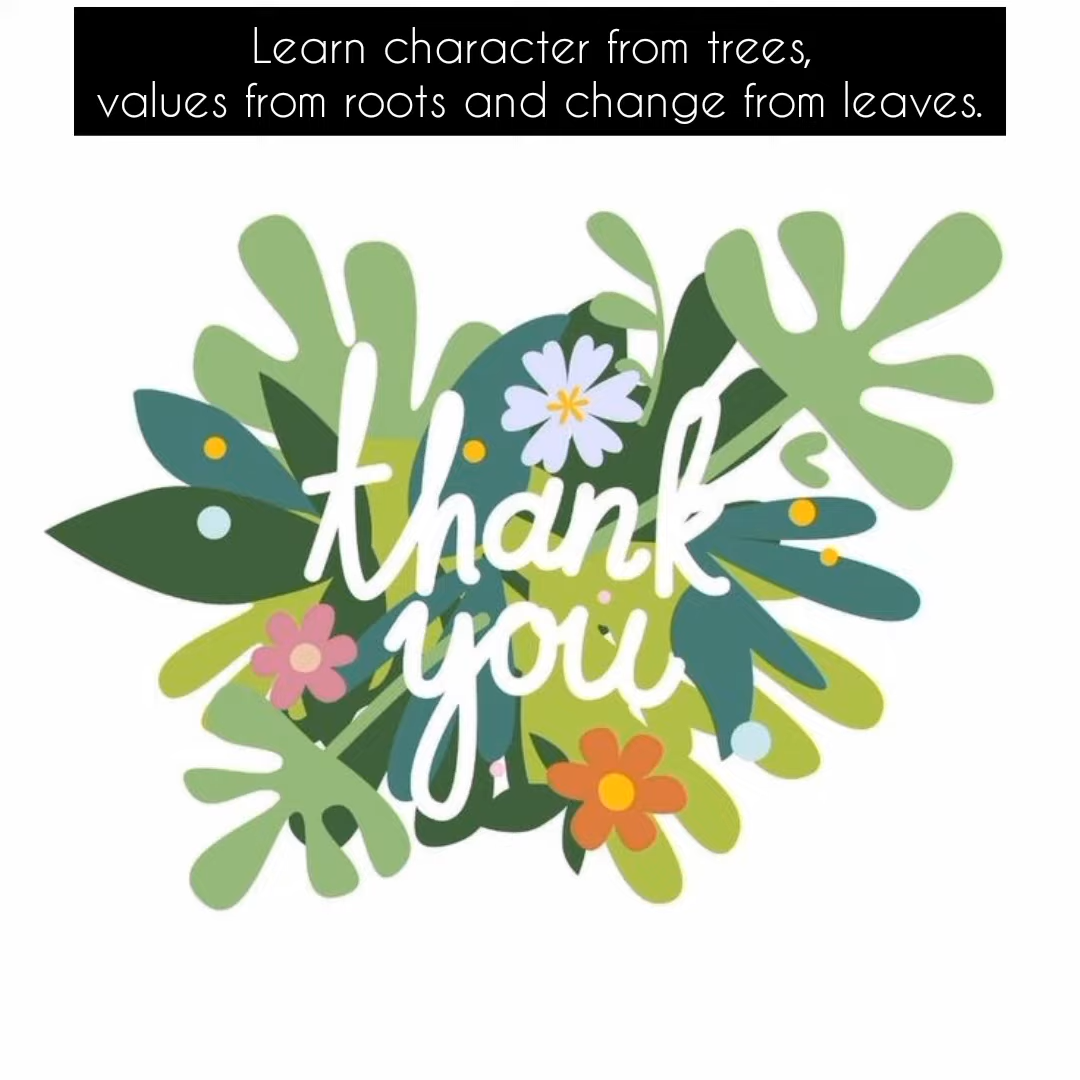 Learn character from trees,
values from roots and change from leaves.
thank
you